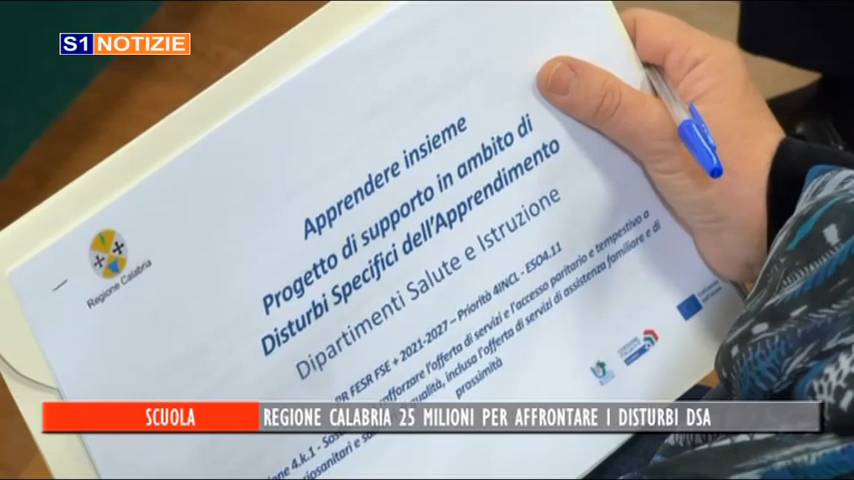 S1 NOTIZIE
Apprendere insieme
Progetto di supporto in ambito di
Disturbi Specifici dell'Apprendimento
Dipartimenti Salute e Istruzione
Regione Calabria
PR FESR FSE + 2021-2027 – Priorità 4INCL - ESO4.11
4.k.1 - rafforzare l'offerta di servizi e l'accesso paritario e tempestivo a
qualità, inclusa l'offerta di servizi di assistenza familiare e di
prossimità
SCUOLA
REGIONE CALABRIA 25 MILIONI PER AFFRONTARE I DISTURBI DSA